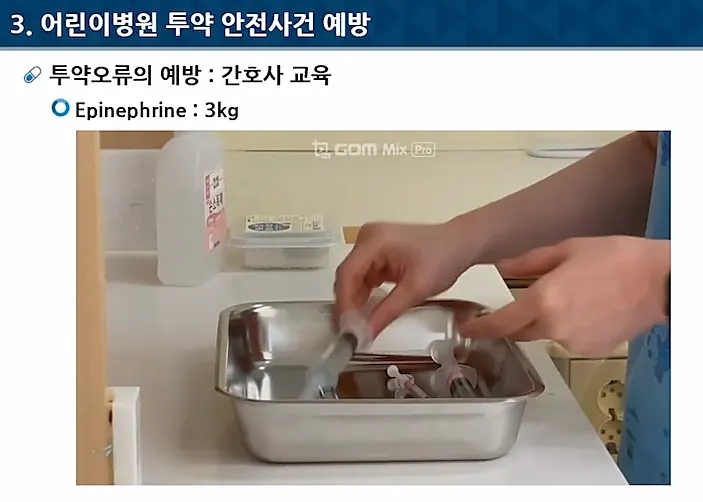 3. 어린이병원 투약 안전사건 예방
투약오류의 예방 : 간호사 교육
Epinephrine : 3kg
GOM Mix Pro